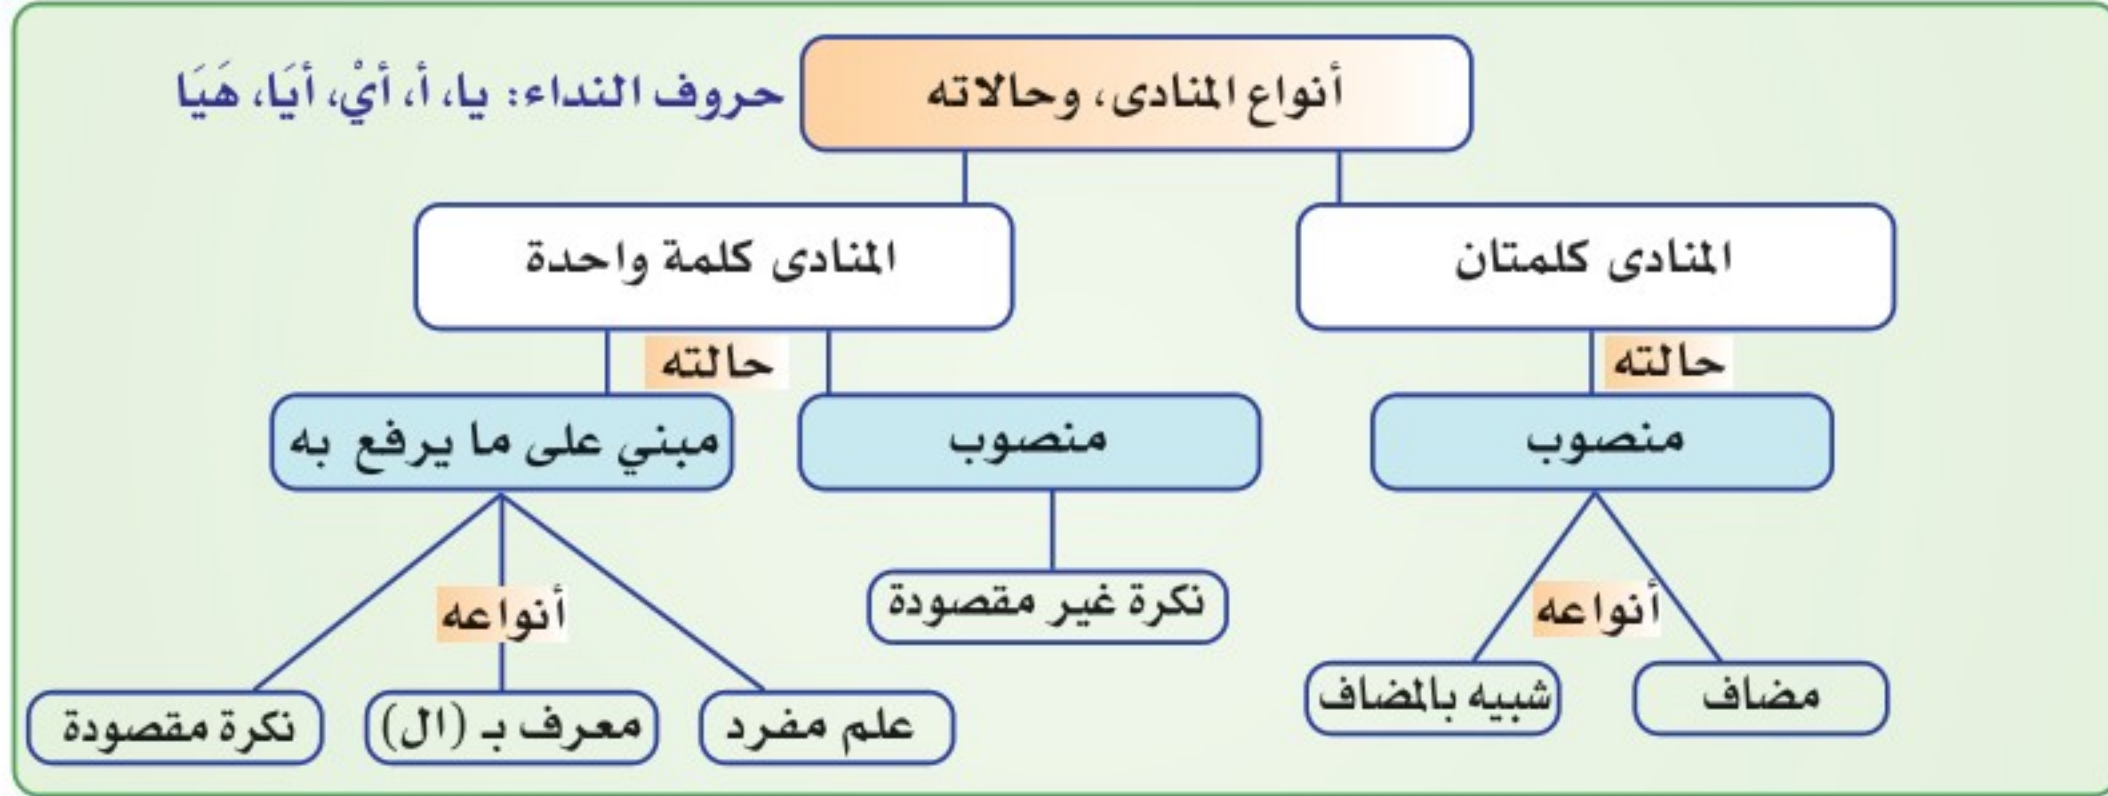 أنواع المنادى، وحالاته
حروف النداء: يا، أ، أيْ، أيَا، هَيَا
المنادى كلمتان
المنادى كلمة واحدة
حالته
حالته
منصوب
منصوب
مبني على ما يرفع به
نكرة غير مقصودة
أنواعه
أنواعه
مضاف
شبيه بالمضاف
علم مفرد
معرف بـ (ال)
نكرة مقصودة